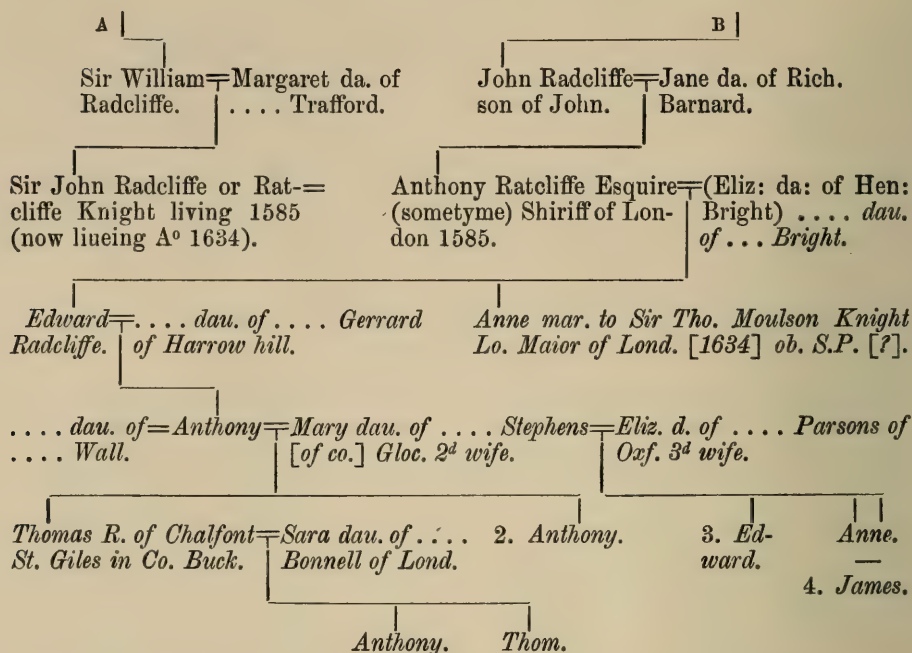 A B
Sir William=Margaret da. of John Radcliffe=Jane da. of Rich.
Radcliffe. . . . . Trafford. son of John. Barnard.
Sir John Radcliffe or Rat-= Anthony Ratcliffe Esquire=(Eliz: da: of Hen:
cliffe Knight living 1585 (sometyme) Shiriff of Lon- Bright) . . . . dau.
(now liueing Aº 1634). don 1585. of . . . Bright.
Edward= . . . . dau. of . . . . Gerrard Anne mar. to Sir Tho. Moulson Knight
Radcliffe. of Harrow hill. Lo. Maior of Lond. [1634] ob. S.P. [?].
. . . . dau. of=Anthony=Mary dau. of . . . . Stephens=Eliz. d. of . . . . Parsons of
. . . . Wall. [of co.] Gloc. 2ᵈ wife. Oxf. 3ᵈ wife.
Thomas R. of Chalfont=Sara dau. of . . . . 2. Anthony. 3. Ed- Anne.
St. Giles in Co. Buck. Bonnell of Lond. ward. —
4. James.
Anthony. Thom.